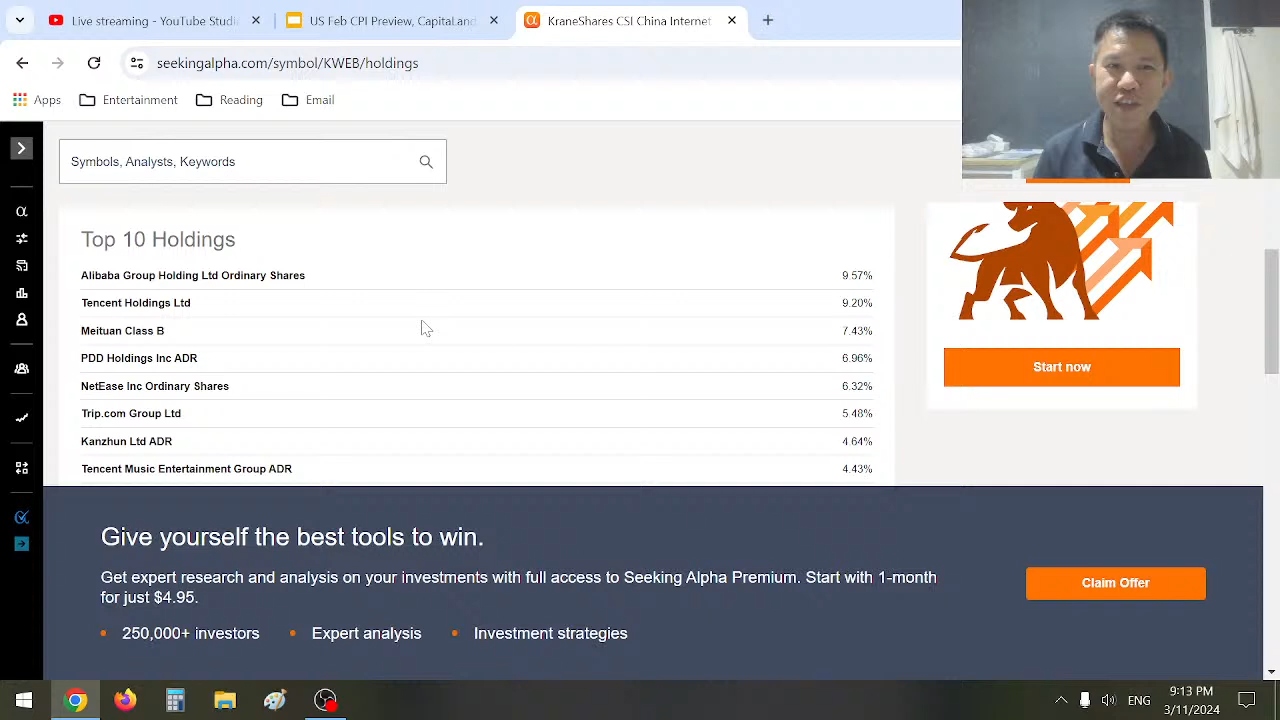 Live streaming - YouTube Studi
US Feb CPI Preview, CapitaLand
KraneShares CSI China Internet
seekingalpha.com/symbol/KWEB/holdings
Apps
Entertainment
Reading
Email
Symbols, Analysts, Keywords
Top 10 Holdings
Alibaba Group Holding Ltd Ordinary Shares 9.57%
Tencent Holdings Ltd 9.20%
Meituan Class B 7.43%
PDD Holdings Inc ADR 6.96%
NetEase Inc Ordinary Shares 6.32%
Trip.com Group Ltd 5.48%
Kanzhun Ltd ADR 4.64%
Tencent Music Entertainment Group ADR 4.43%
Start now
Give yourself the best tools to win.
Get expert research and analysis on your investments with full access to Seeking Alpha Premium. Start with 1-month
for just $4.95.
250,000+ investors
Expert analysis
Investment strategies
Claim Offer
ENG
9:13 PM
3/11/2024